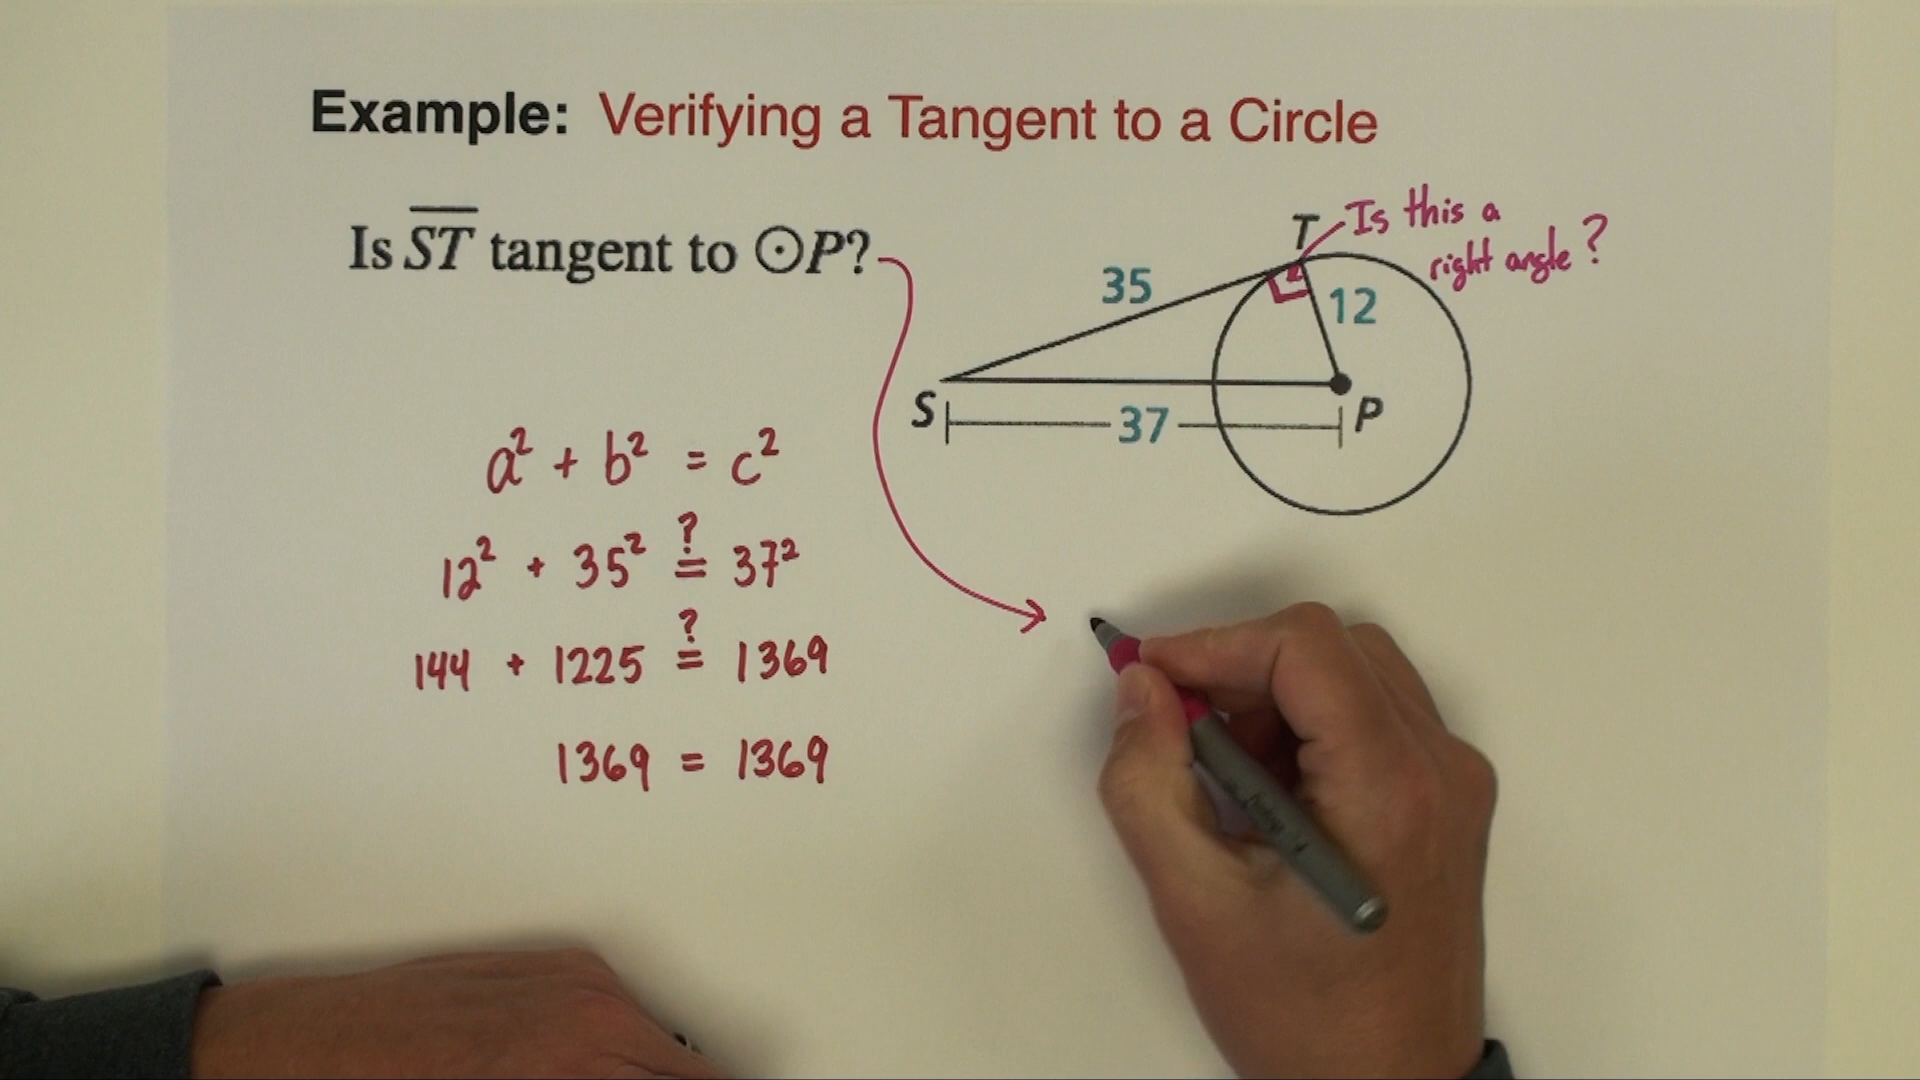 Example: Verifying a Tangent to a Circle
Is ST tangent to ⊙P?
T
Is this a
right angle?
35
12
S
37
P
a² + b² = c²
12² + 35² ≟ 37²
144 + 1225 ≟ 1369
1369 = 1369